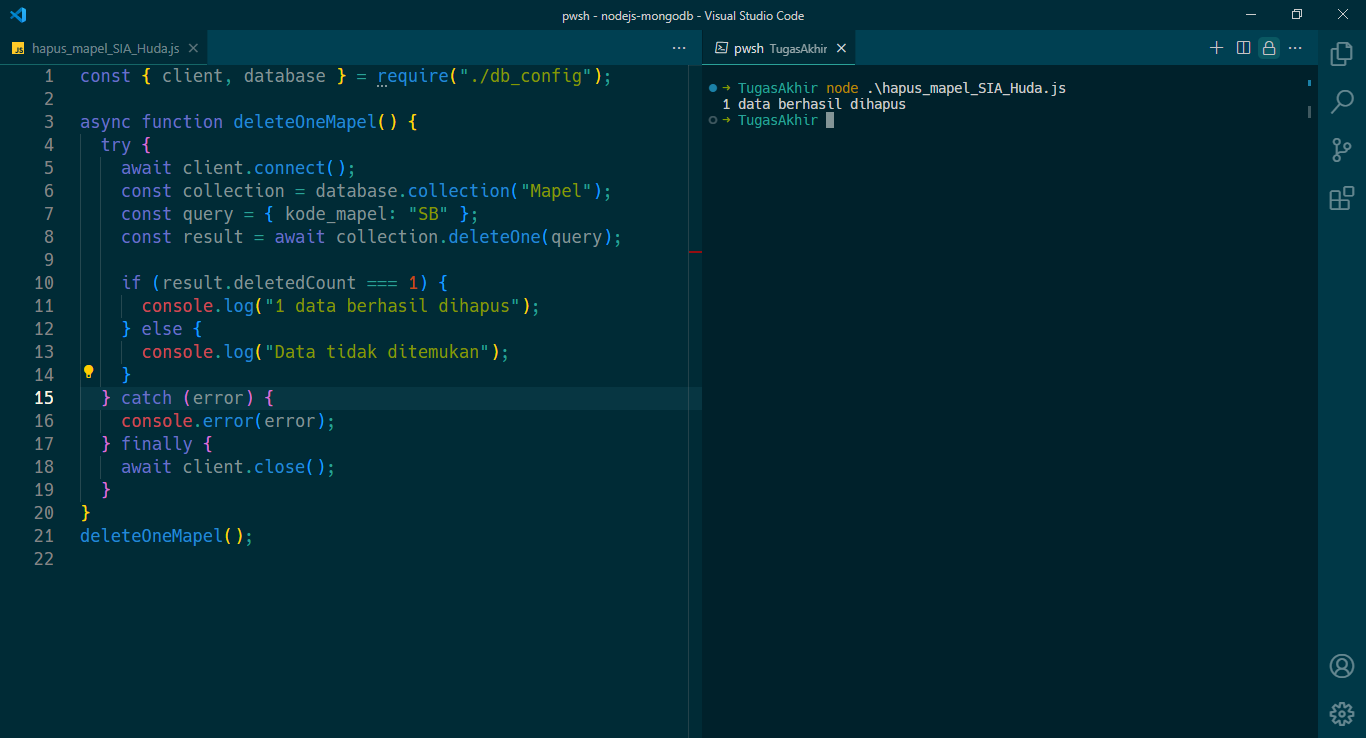 pwsh - nodejs-mongodb - Visual Studio Code
JS hapus_mapel_SIA_Huda.js
1 const { client, database } = require("./db_config");
2
3 async function deleteOneMapel() {
4 try {
5 await client.connect();
6 const collection = database.collection("Mapel");
7 const query = { kode_mapel: "SB" };
8 const result = await collection.deleteOne(query);
9
10 if (result.deletedCount === 1) {
11 console.log("1 data berhasil dihapus");
12 } else {
13 console.log("Data tidak ditemukan");
14 }
15 } catch (error) {
16 console.error(error);
17 } finally {
18 await client.close();
19 }
20 }
21 deleteOneMapel();
22
pwsh TugasAkhir
→ TugasAkhir node .\hapus_mapel_SIA_Huda.js
1 data berhasil dihapus
→ TugasAkhir